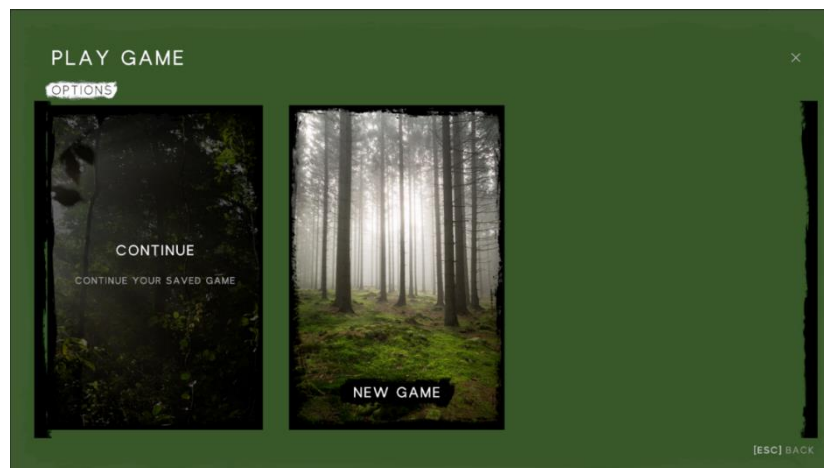 PLAY GAME
×
OPTIONS
CONTINUE
CONTINUE YOUR SAVED GAME
NEW GAME
[ESC] BACK